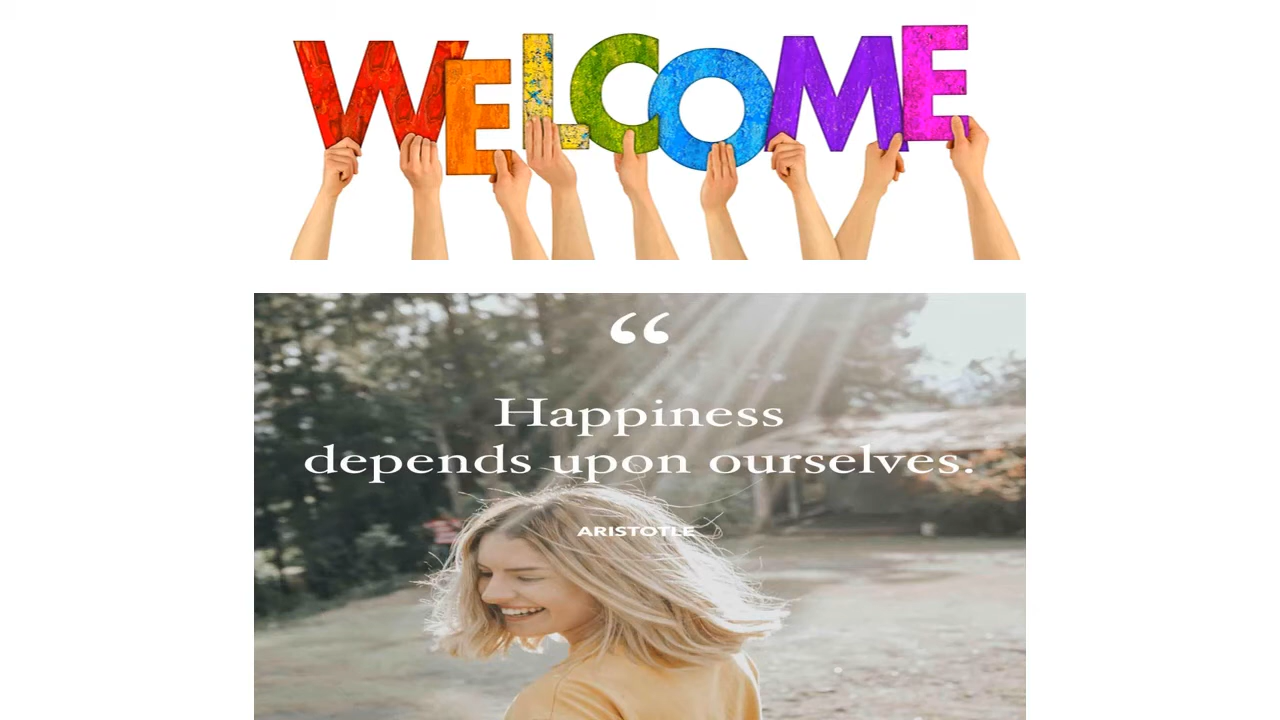 WELCOME
“
Happiness
depends upon ourselves.
ARISTOTLE